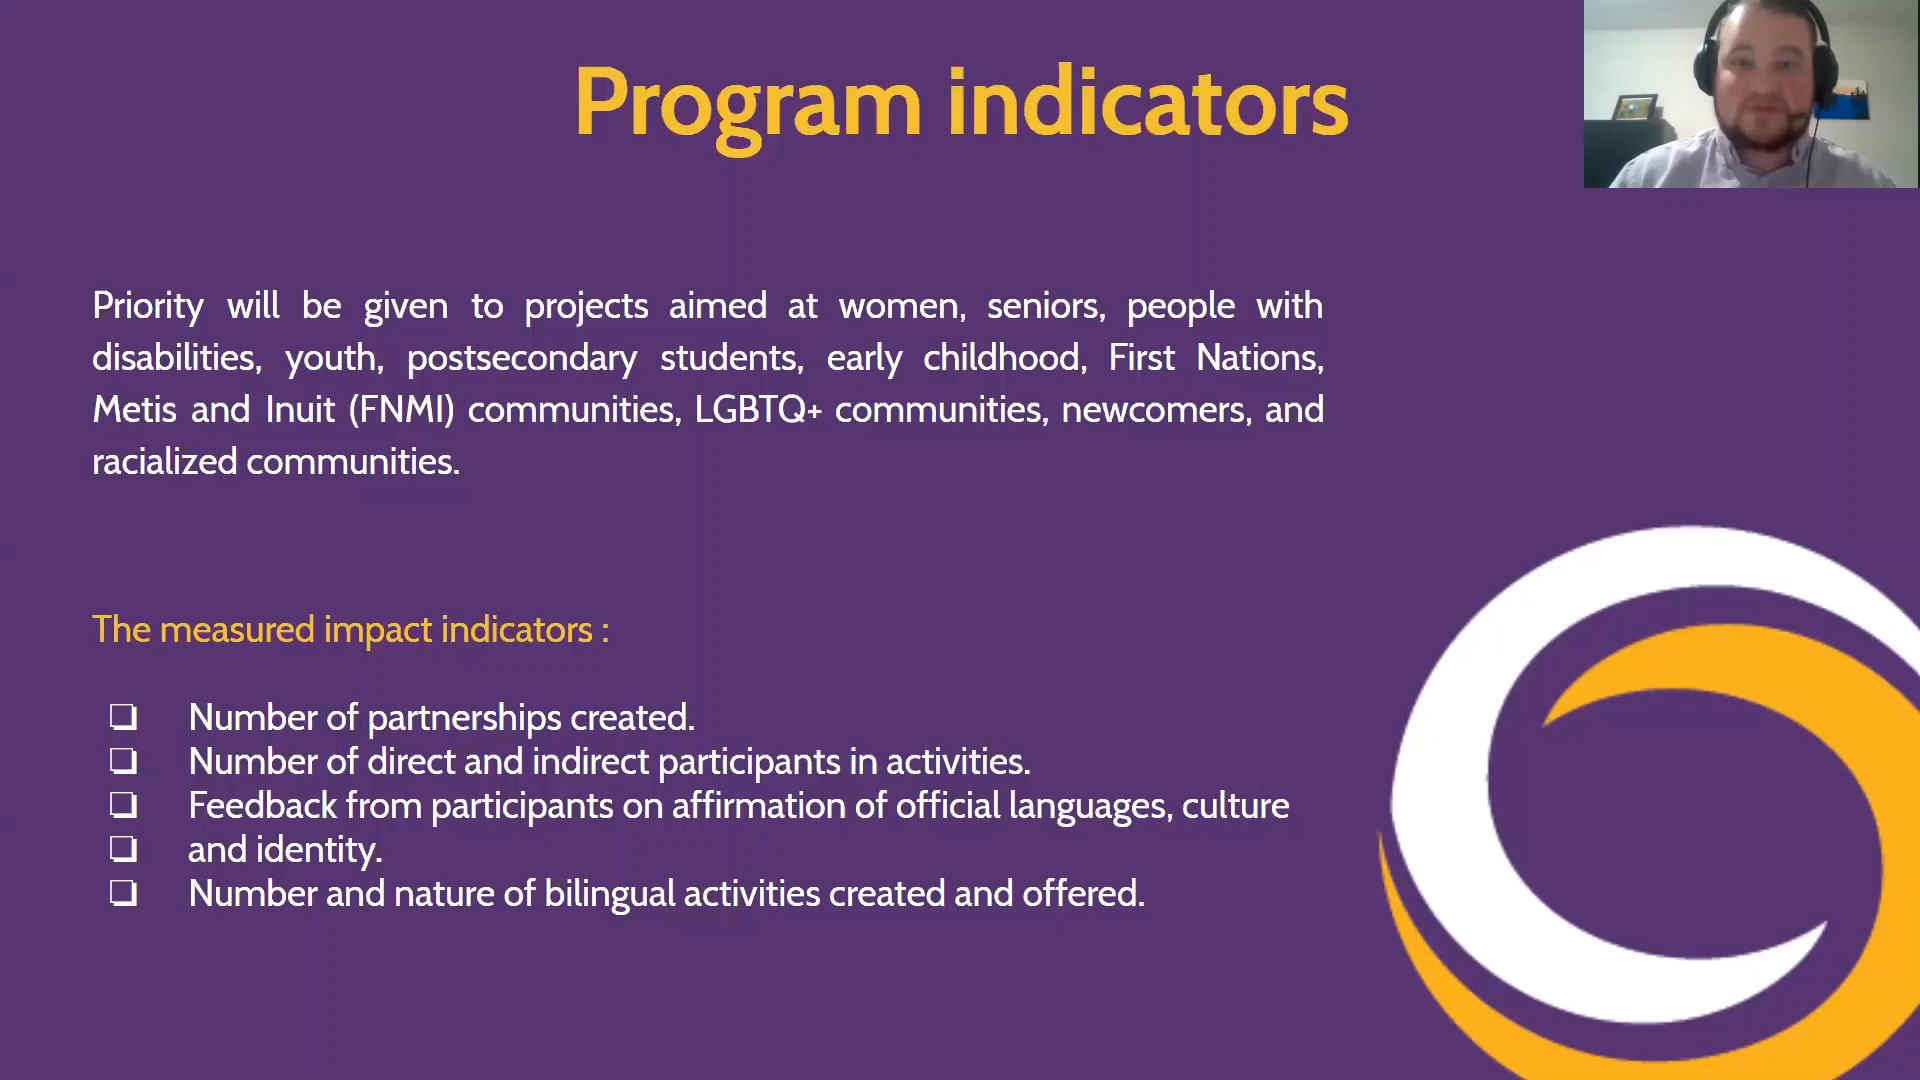 Program indicators
Priority will be given to projects aimed at women, seniors, people with
disabilities, youth, postsecondary students, early childhood, First Nations,
Metis and Inuit (FNMI) communities, LGBTQ+ communities, newcomers, and
racialized communities.
The measured impact indicators :
❏ Number of partnerships created.
❏ Number of direct and indirect participants in activities.
❏ Feedback from participants on affirmation of official languages, culture
❏ and identity.
❏ Number and nature of bilingual activities created and offered.